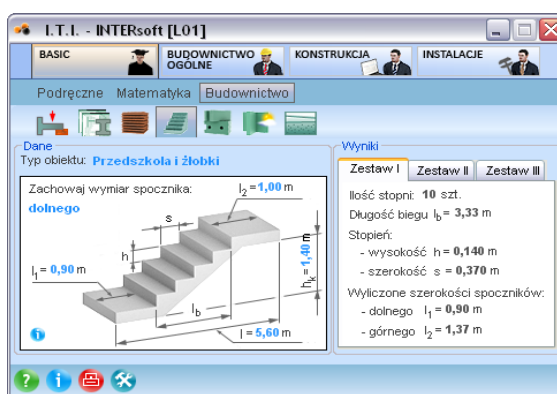 I.T.I. - INTERsoft [L01]
BASIC
BUDOWNICTWO
OGÓLNE
KONSTRUKCJA
INSTALACJE
Podręczne Matematyka Budownictwo
Dane
Typ obiektu: Przedszkola i żłobki
Zachowaj wymiar spocznika:
dolnego
l2 = 1,00 m
s
h
l1 = 0,90 m
hk = 1,40 m
lb
l = 5,60 m
Wyniki
Zestaw I Zestaw II Zestaw III
Ilość stopni: 10 szt.
Długość biegu lb = 3,33 m
Stopień:
- wysokość h = 0,140 m
- szerokość s = 0,370 m
Wyliczone szerokości spoczników:
- dolnego l1 = 0,90 m
- górnego l2 = 1,37 m